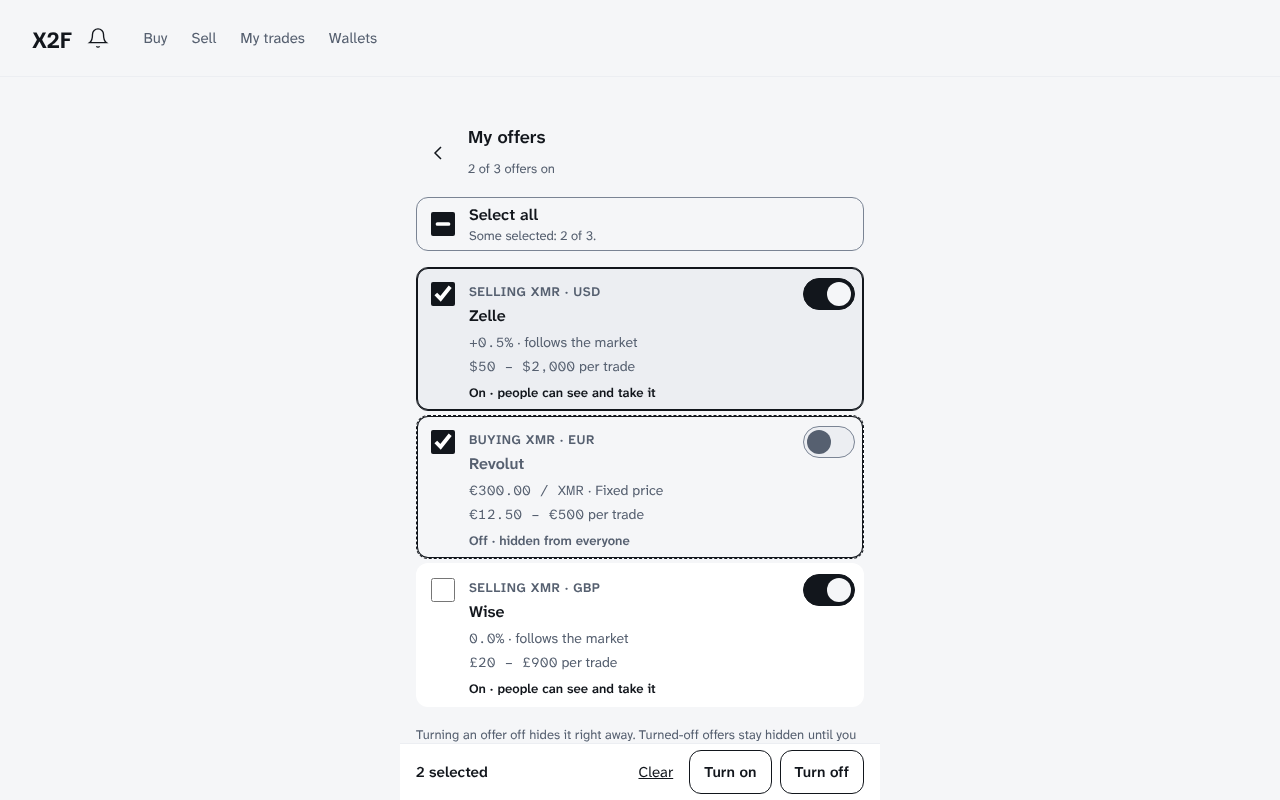 X2F
Buy
Sell
My trades
Wallets
My offers
2 of 3 offers on
Select all
Some selected: 2 of 3.
SELLING XMR · USD
Zelle
+0.5% · follows the market
$50 – $2,000 per trade
On · people can see and take it
BUYING XMR · EUR
Revolut
€300.00 / XMR · Fixed price
€12.50 – €500 per trade
Off · hidden from everyone
SELLING XMR · GBP
Wise
0.0% · follows the market
£20 – £900 per trade
On · people can see and take it
Turning an offer off hides it right away. Turned-off offers stay hidden until you
2 selected
Clear
Turn on
Turn off